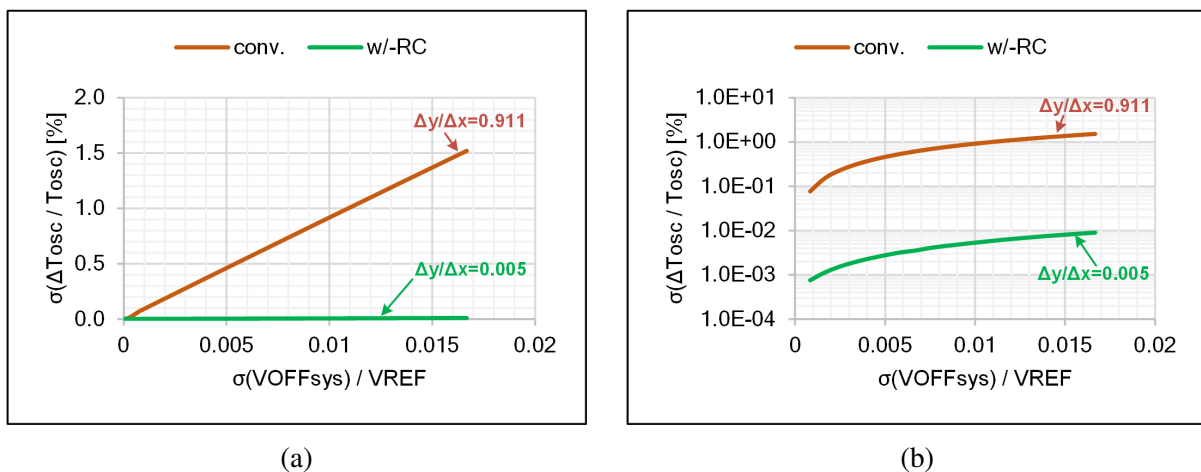 conv. w/-RC
2.0
1.5
1.0
0.5
0.0
σ(ΔTosc / Tosc) [%]
Δy/Δx=0.911
Δy/Δx=0.005
0 0.005 0.01 0.015 0.02
σ(VOFFsys) / VREF
(a)
conv. w/-RC
1.0E+01
1.0E+00
1.0E-01
1.0E-02
1.0E-03
1.0E-04
σ(ΔTosc / Tosc) [%]
Δy/Δx=0.911
Δy/Δx=0.005
0 0.005 0.01 0.015 0.02
σ(VOFFsys) / VREF
(b)